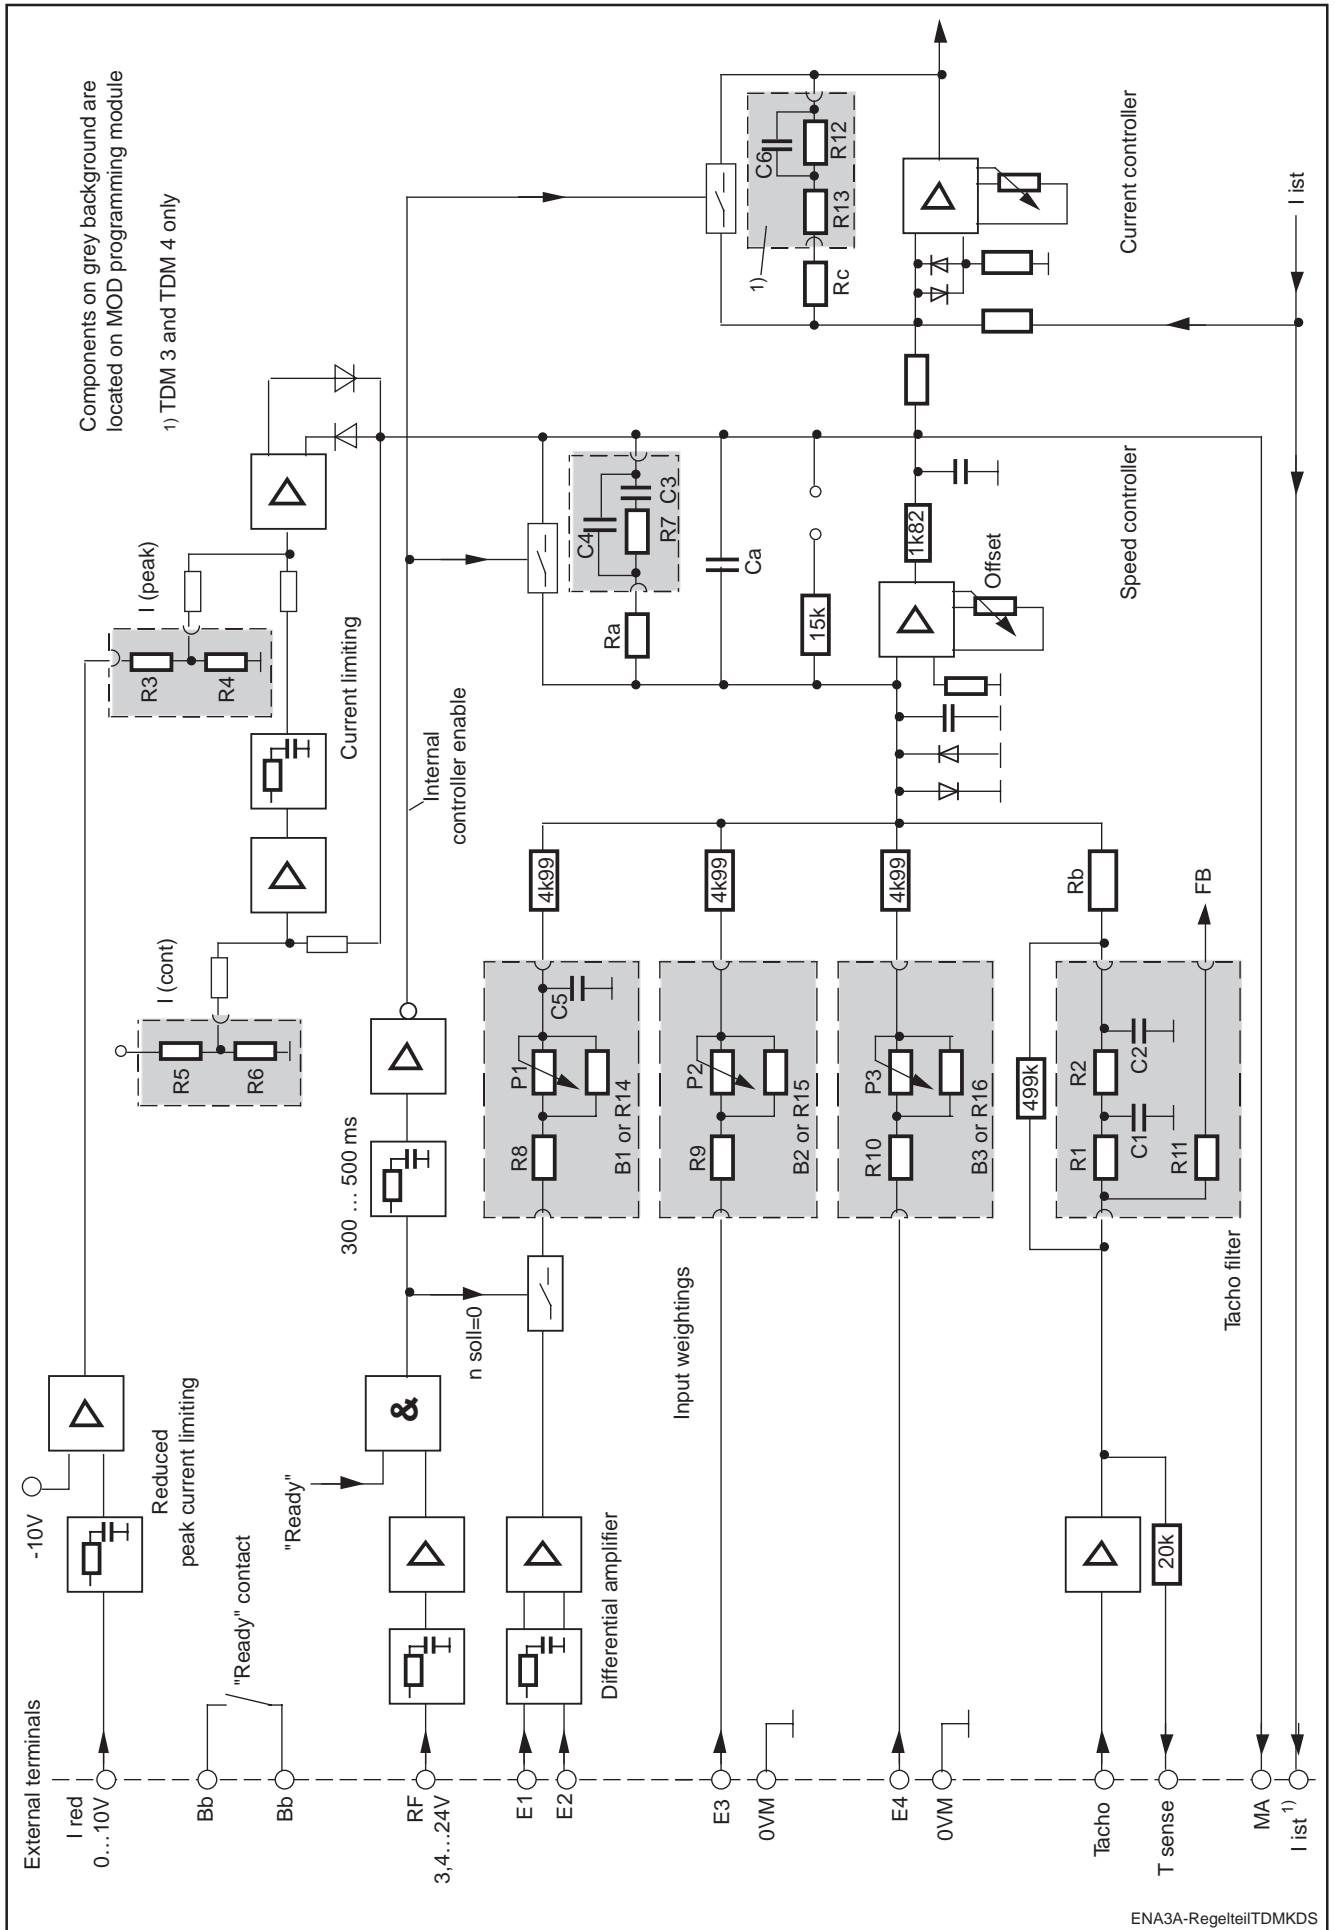 Components on grey background are
located on MOD programming module
1) TDM 3 and TDM 4 only
External terminals
I red
0...10V
-10V
Reduced
peak current limiting
R3
R4
I (peak)
Current limiting
I (cont)
R5
R6
Bb
Bb
"Ready" contact
"Ready"
RF
3,4...24V
&
300 ... 500 ms
Internal
controller enable
n soll=0
E1
E2
Differential amplifier
R8
P1
B1 or R14
C5
4k99
E3
0VM
Input weightings
R9
P2
B2 or R15
4k99
E4
0VM
R10
P3
B3 or R16
4k99
Tacho
T sense
20k
499k
R1
C1
R2
C2
R11
Tacho filter
FB
Rb
Ra
C4
R7
C3
Ca
15k
1k82
Offset
Speed controller
1)
Rc
R13
R12
C6
Current controller
I ist
MA
I ist 1)
ENA3A-RegelteilTDMKDS